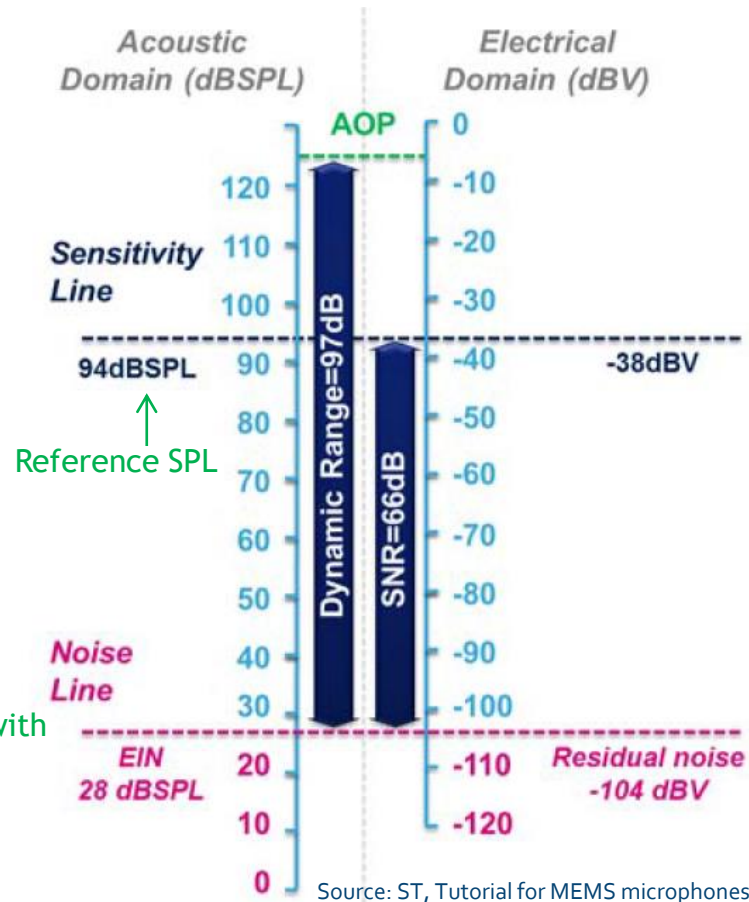 Acoustic
Domain (dBSPL)
Electrical
Domain (dBV)
AOP
120
110
100
90
80
70
60
50
40
30
20
10
0
0
-10
-20
-30
-40
-50
-60
-70
-80
-90
-100
-110
-120
Sensitivity
Line
94dBSPL
-38dBV
Reference SPL
Dynamic Range=97dB
SNR=66dB
Noise
Line
with
EIN
28 dBSPL
Residual noise
-104 dBV
Source: ST, Tutorial for MEMS microphones